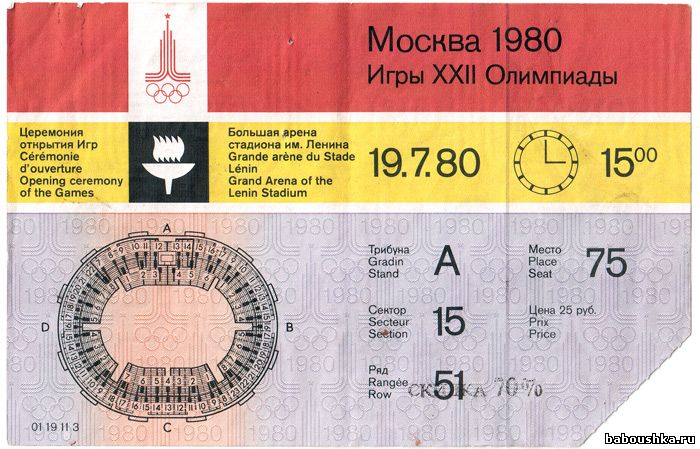 Москва 1980
Игры XXII Олимпиады
Церемония
открытия Игр
Cérémonie
d'ouverture
Opening ceremony
of the Games
Большая арена
стадиона им. Ленина
Grande arène du Stade
Lénin
Grand Arena of the
Lenin Stadium
19.7.80
15 00
A
D
B
C
01 19 11 3
Трибуна
Gradin
Stand
A
Место
Place
Seat
75
Сектор
Secteur
Section
15
Цена 25 руб.
Prix
Price
Ряд
Rangée
Row
51
СКИДКА 70%
baboushka.ru